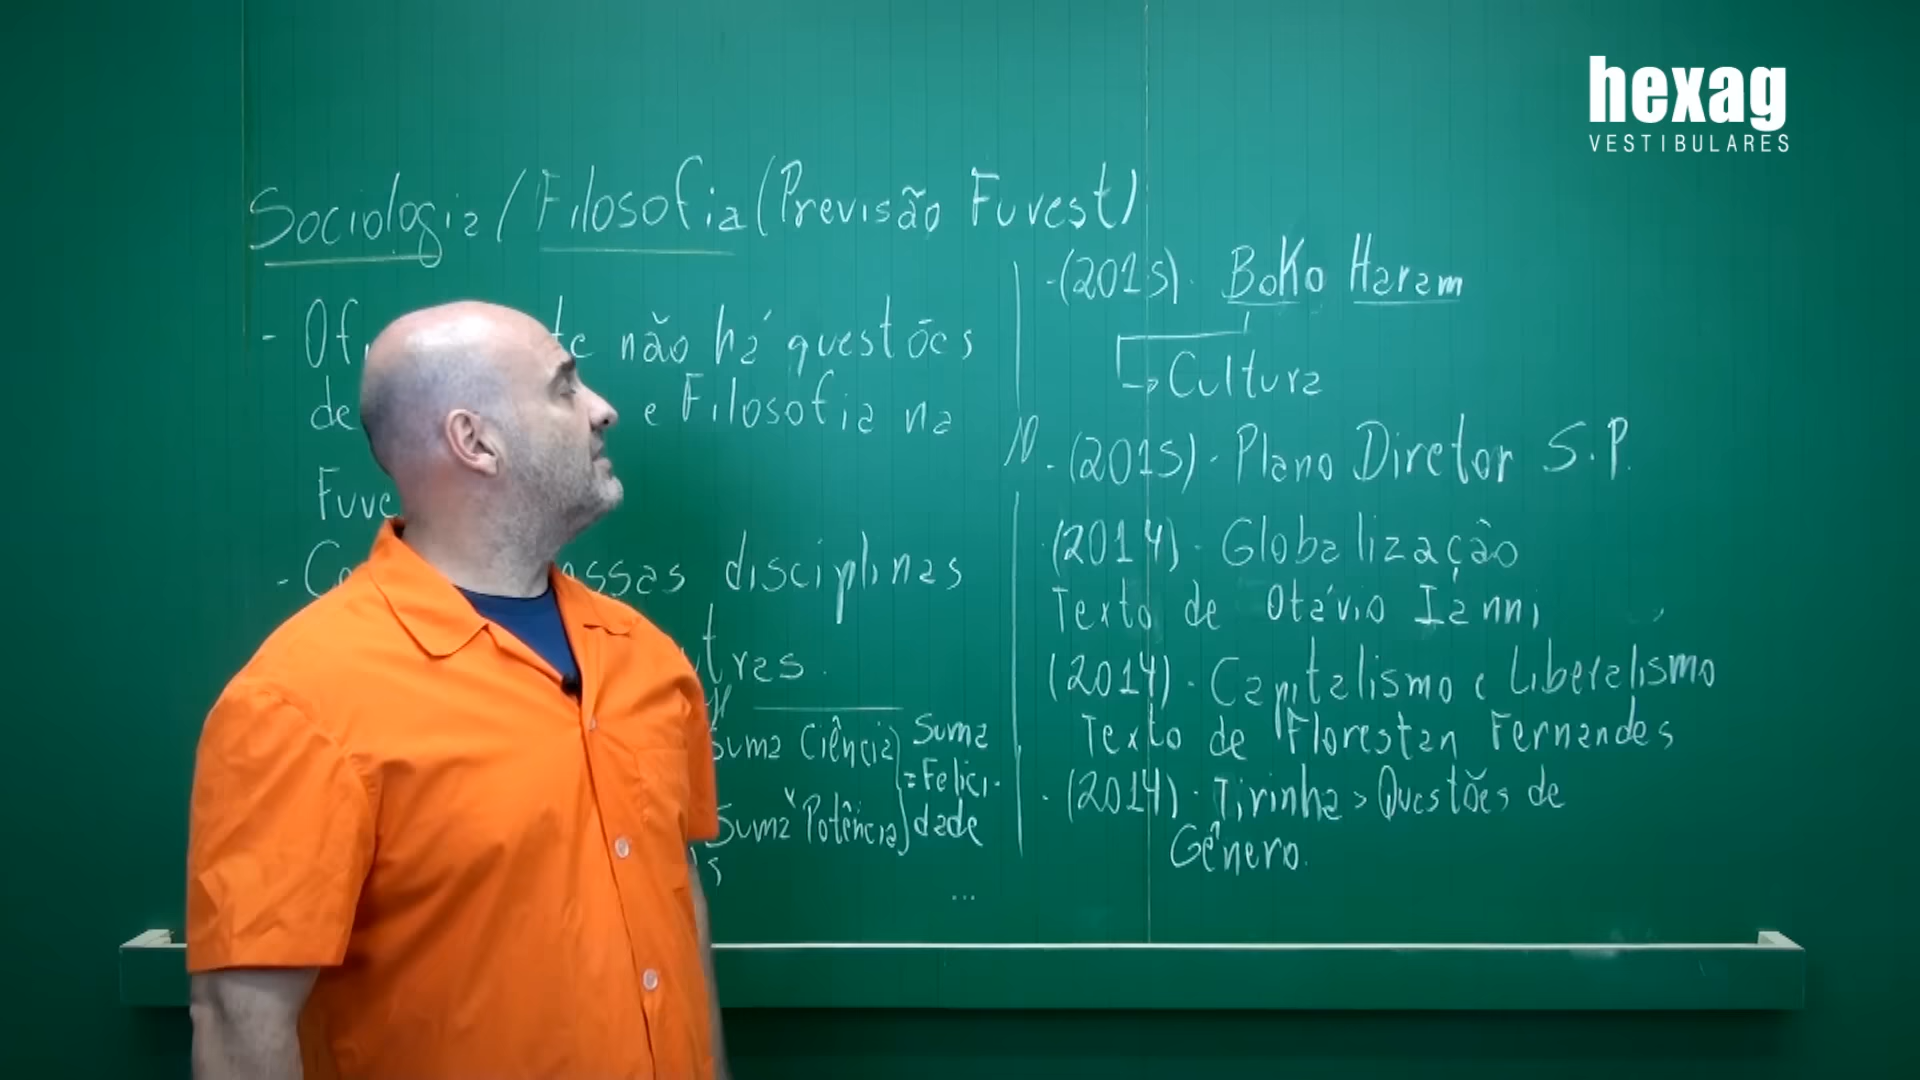 hexag
VESTIBULARES
Sociologia / Filosofia (Previsão Fuvest)
- Of te não há questões
de e Filosofia na
Fuve
- Co ossas disciplinas
tras.
Suma Ciência
Suma Potência
= Suma
Felici-
dade
...
- (2015). Boko Haram
→ Cultura
- (2015). Plano Diretor S.P.
(2014). Globalização
Texto de Otávio Ianni
(2014). Capitalismo e Liberalismo
Texto de Florestan Fernandes
. (2014). Tirinha > Questões de
Gênero.